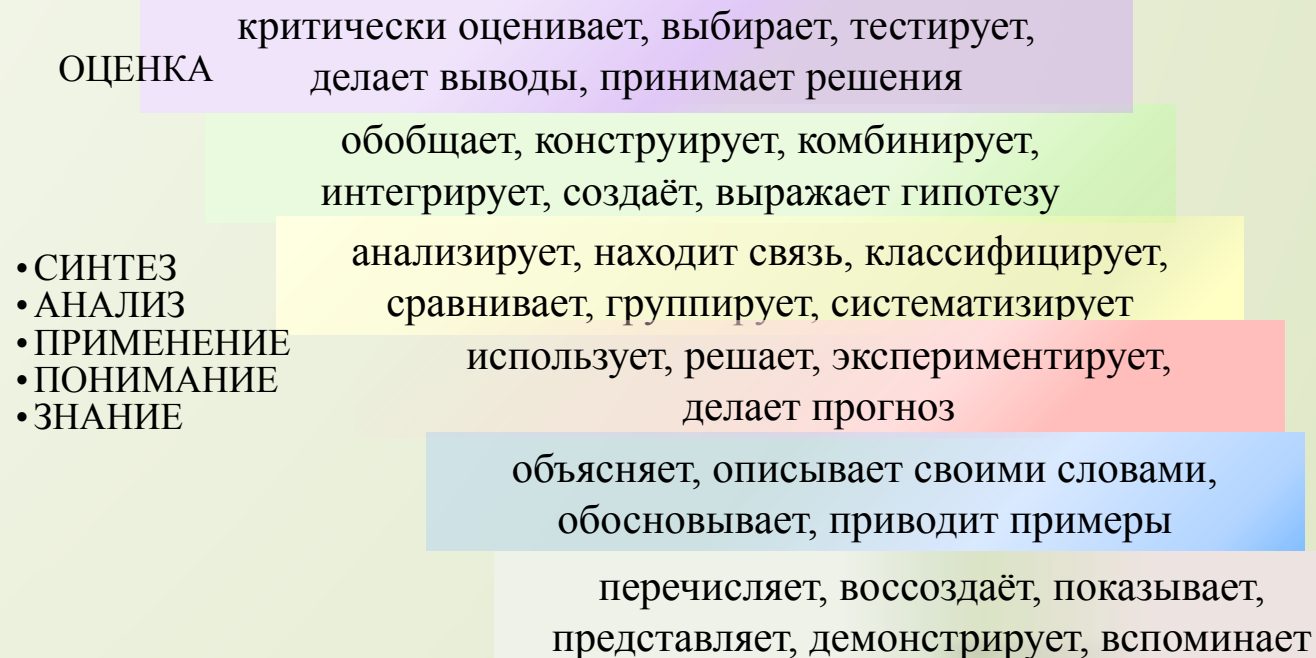 критически оценивает, выбирает, тестирует,
ОЦЕНКА
делает выводы, принимает решения
обобщает, конструирует, комбинирует,
интегрирует, создаёт, выражает гипотезу
анализирует, находит связь, классифицирует,
сравнивает, группирует, систематизирует
• СИНТЕЗ
• АНАЛИЗ
• ПРИМЕНЕНИЕ
• ПОНИМАНИЕ
• ЗНАНИЕ
использует, решает, экспериментирует,
делает прогноз
объясняет, описывает своими словами,
обосновывает, приводит примеры
перечисляет, воссоздаёт, показывает,
представляет, демонстрирует, вспоминает